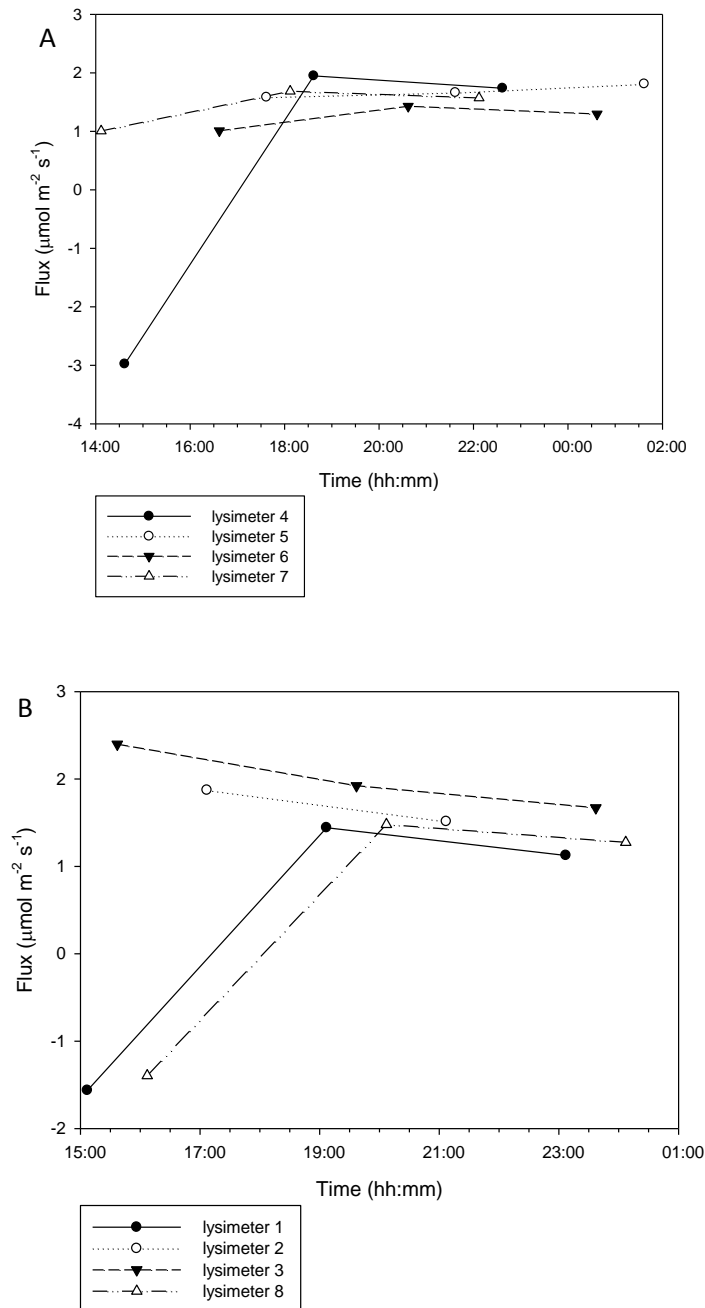 A
3
2
1
0
-1
-2
-3
-4
Flux (μmol m⁻² s⁻¹)
14:00 16:00 18:00 20:00 22:00 00:00 02:00
Time (hh:mm)
lysimeter 4
lysimeter 5
lysimeter 6
lysimeter 7
B
3
2
1
0
-1
-2
Flux (μmol m⁻² s⁻¹)
15:00 17:00 19:00 21:00 23:00 01:00
Time (hh:mm)
lysimeter 1
lysimeter 2
lysimeter 3
lysimeter 8